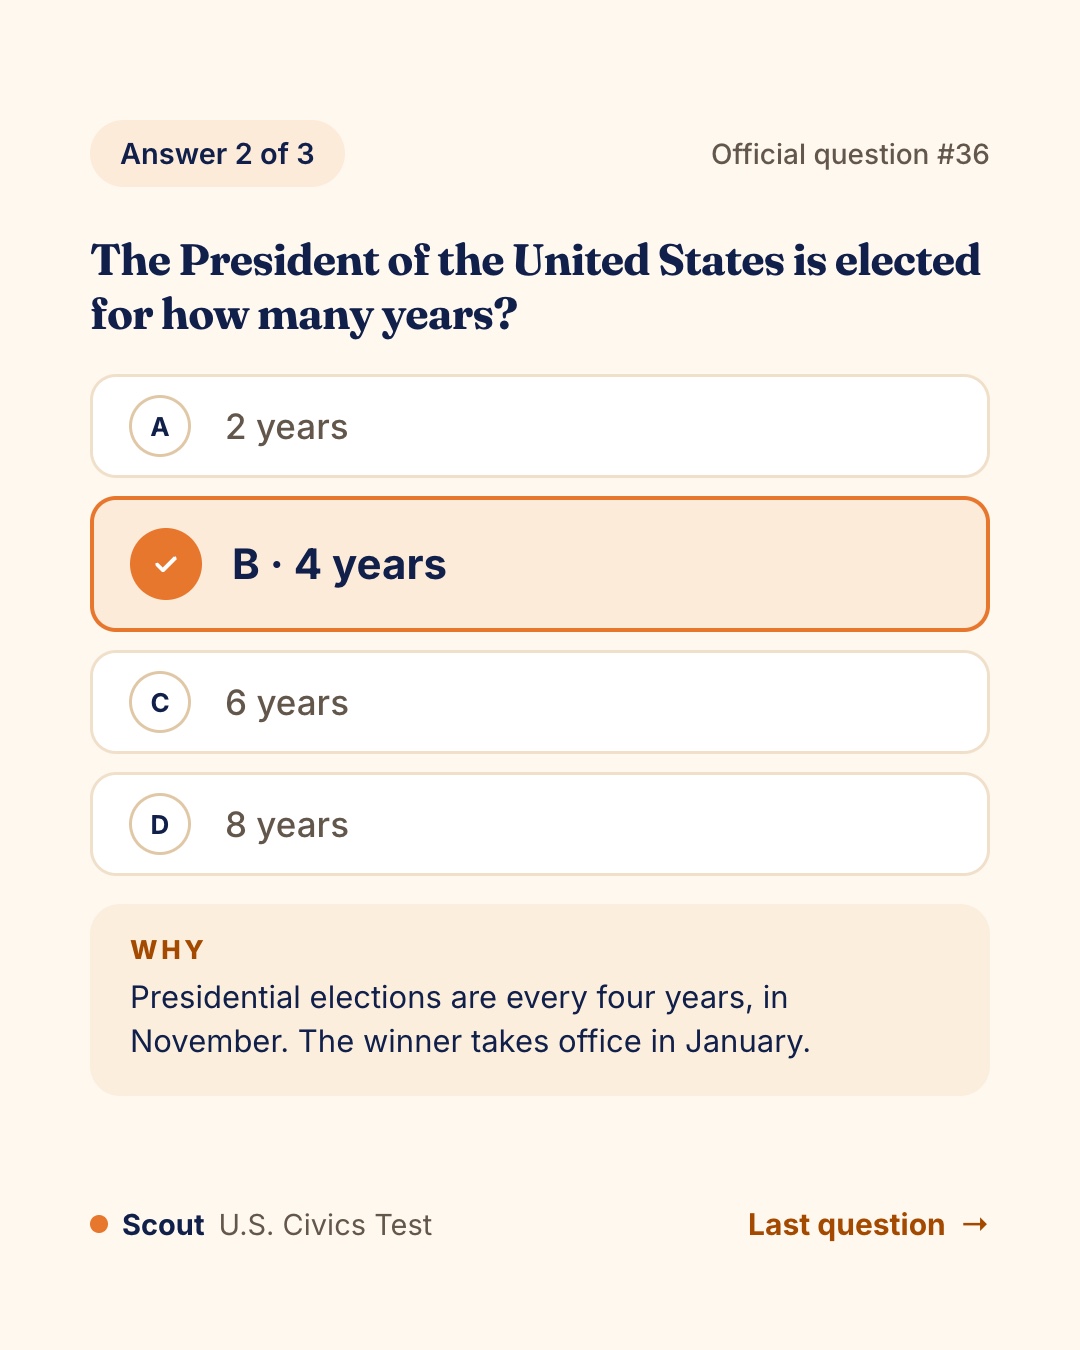 Answer 2 of 3
Official question #36
The President of the United States is elected
for how many years?
A 2 years
B · 4 years
C 6 years
D 8 years
WHY
Presidential elections are every four years, in
November. The winner takes office in January.
Scout U.S. Civics Test
Last question →